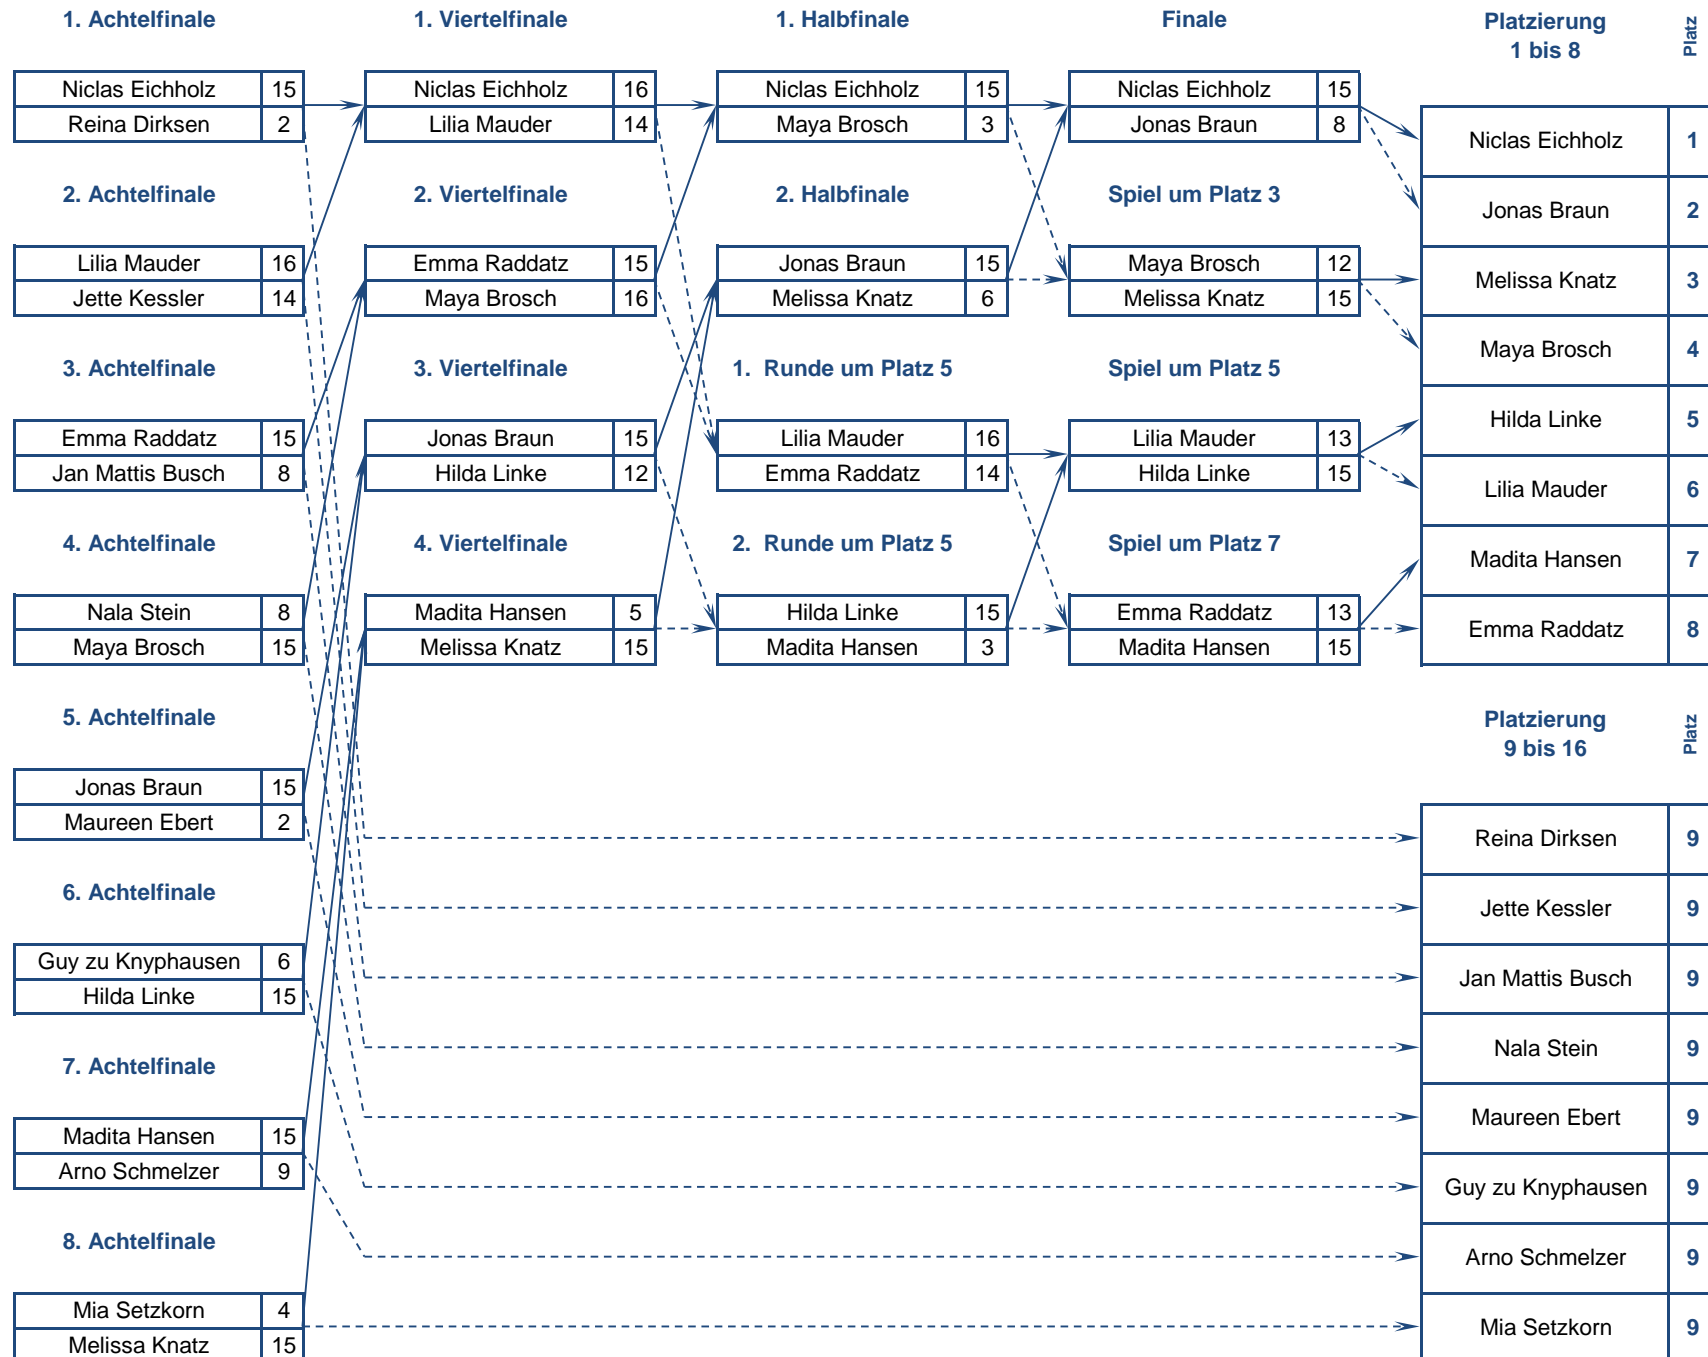 1. Achtelfinale 1. Viertelfinale 1. Halbfinale Finale Platzierung Platz
1 bis 8
Niclas Eichholz 15 Niclas Eichholz 16 Niclas Eichholz 15 Niclas Eichholz 15
Reina Dirksen 2 Lilia Mauder 14 Maya Brosch 3 Jonas Braun 8
Niclas Eichholz 1
2. Achtelfinale 2. Viertelfinale 2. Halbfinale Spiel um Platz 3
Jonas Braun 2
Lilia Mauder 16 Emma Raddatz 15 Jonas Braun 15 Maya Brosch 12
Melissa Knatz 3
Jette Kessler 14 Maya Brosch 16 Melissa Knatz 6 Melissa Knatz 15
Maya Brosch 4
3. Achtelfinale 3. Viertelfinale 1. Runde um Platz 5 Spiel um Platz 5
Hilda Linke 5
Emma Raddatz 15 Jonas Braun 15 Lilia Mauder 16 Lilia Mauder 13
Jan Mattis Busch 8 Hilda Linke 12 Emma Raddatz 14 Hilda Linke 15
Lilia Mauder 6
4. Achtelfinale 4. Viertelfinale 2. Runde um Platz 5 Spiel um Platz 7
Madita Hansen 7
Nala Stein 8 Madita Hansen 5 Hilda Linke 15 Emma Raddatz 13
Emma Raddatz 8
Maya Brosch 15 Melissa Knatz 15 Madita Hansen 3 Madita Hansen 15
5. Achtelfinale Platzierung Platz
9 bis 16
Jonas Braun 15
Maureen Ebert 2
Reina Dirksen 9
6. Achtelfinale
Jette Kessler 9
Guy zu Knyphausen 6
Jan Mattis Busch 9
Hilda Linke 15
Nala Stein 9
7. Achtelfinale
Maureen Ebert 9
Madita Hansen 15
Arno Schmelzer 9
Guy zu Knyphausen 9
8. Achtelfinale
Arno Schmelzer 9
Mia Setzkorn 4
Mia Setzkorn 9
Melissa Knatz 15